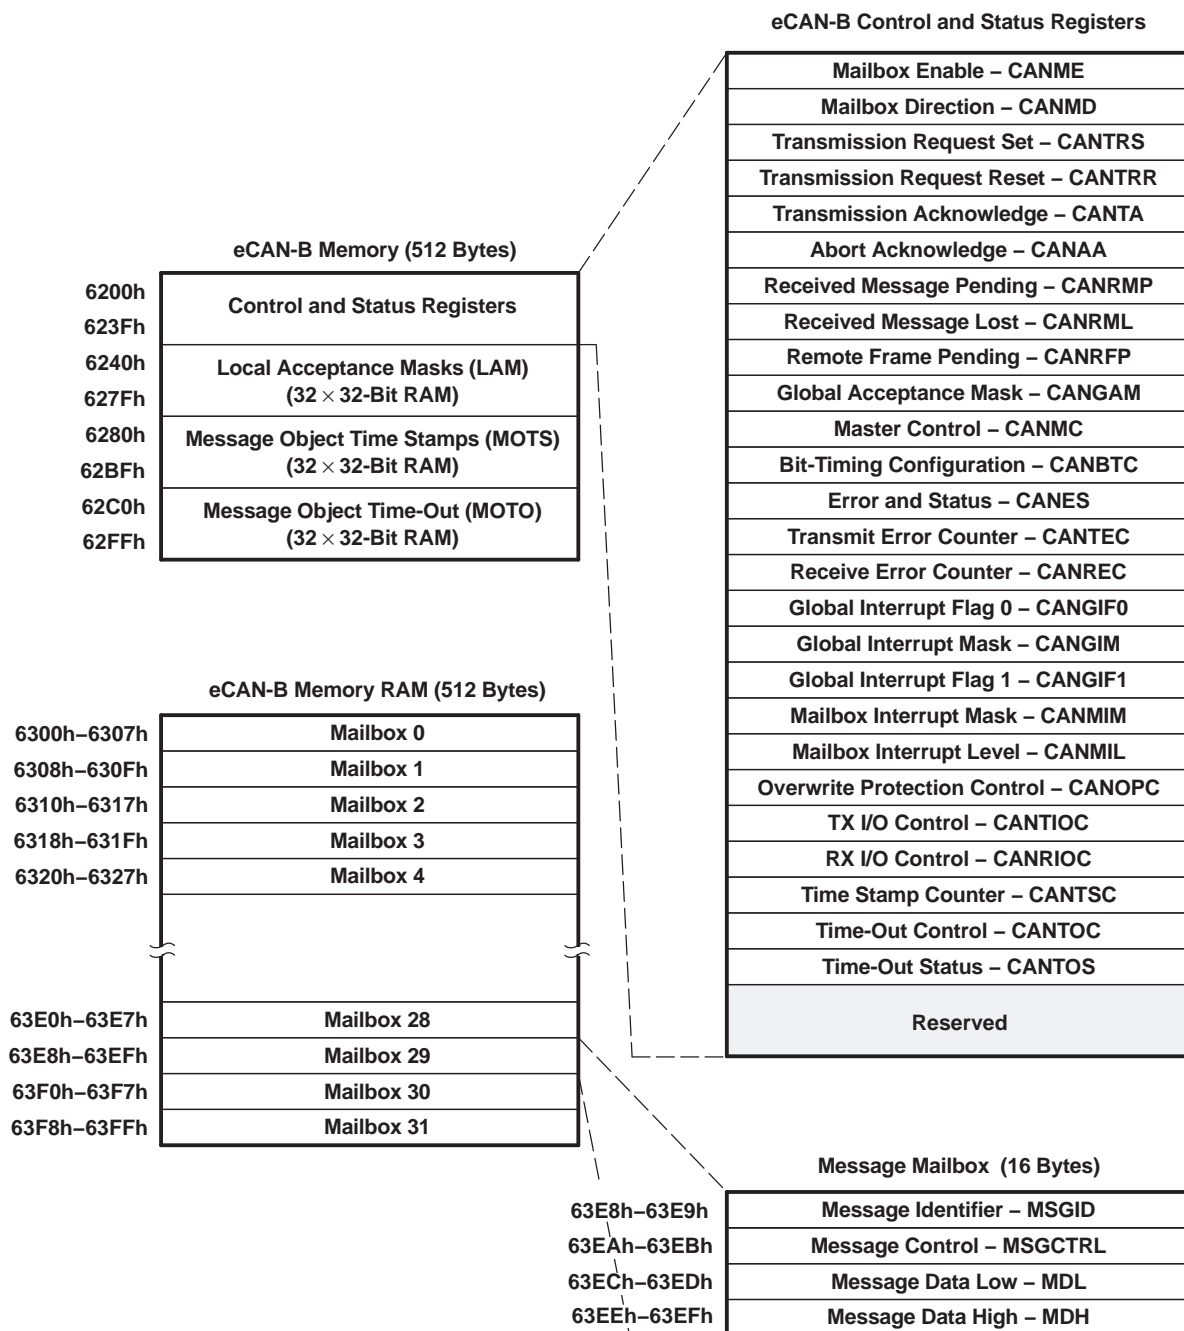 eCAN-B Control and Status Registers
Mailbox Enable – CANME
Mailbox Direction – CANMD
Transmission Request Set – CANTRS
Transmission Request Reset – CANTRR
Transmission Acknowledge – CANTA
Abort Acknowledge – CANAA
Received Message Pending – CANRMP
Received Message Lost – CANRML
Remote Frame Pending – CANRFP
Global Acceptance Mask – CANGAM
Master Control – CANMC
Bit-Timing Configuration – CANBTC
Error and Status – CANES
Transmit Error Counter – CANTEC
Receive Error Counter – CANREC
Global Interrupt Flag 0 – CANGIF0
Global Interrupt Mask – CANGIM
Global Interrupt Flag 1 – CANGIF1
Mailbox Interrupt Mask – CANMIM
Mailbox Interrupt Level – CANMIL
Overwrite Protection Control – CANOPC
TX I/O Control – CANTIOC
RX I/O Control – CANRIOC
Time Stamp Counter – CANTSC
Time-Out Control – CANTOC
Time-Out Status – CANTOS
Reserved
eCAN-B Memory (512 Bytes)
6200h
Control and Status Registers
623Fh
6240h
Local Acceptance Masks (LAM)
(32 × 32-Bit RAM)
627Fh
6280h
Message Object Time Stamps (MOTS)
(32 × 32-Bit RAM)
62BFh
62C0h
Message Object Time-Out (MOTO)
(32 × 32-Bit RAM)
62FFh
eCAN-B Memory RAM (512 Bytes)
6300h–6307h Mailbox 0
6308h–630Fh Mailbox 1
6310h–6317h Mailbox 2
6318h–631Fh Mailbox 3
6320h–6327h Mailbox 4
63E0h–63E7h Mailbox 28
63E8h–63EFh Mailbox 29
63F0h–63F7h Mailbox 30
63F8h–63FFh Mailbox 31
Message Mailbox (16 Bytes)
63E8h–63E9h Message Identifier – MSGID
63EAh–63EBh Message Control – MSGCTRL
63ECh–63EDh Message Data Low – MDL
63EEh–63EFh Message Data High – MDH